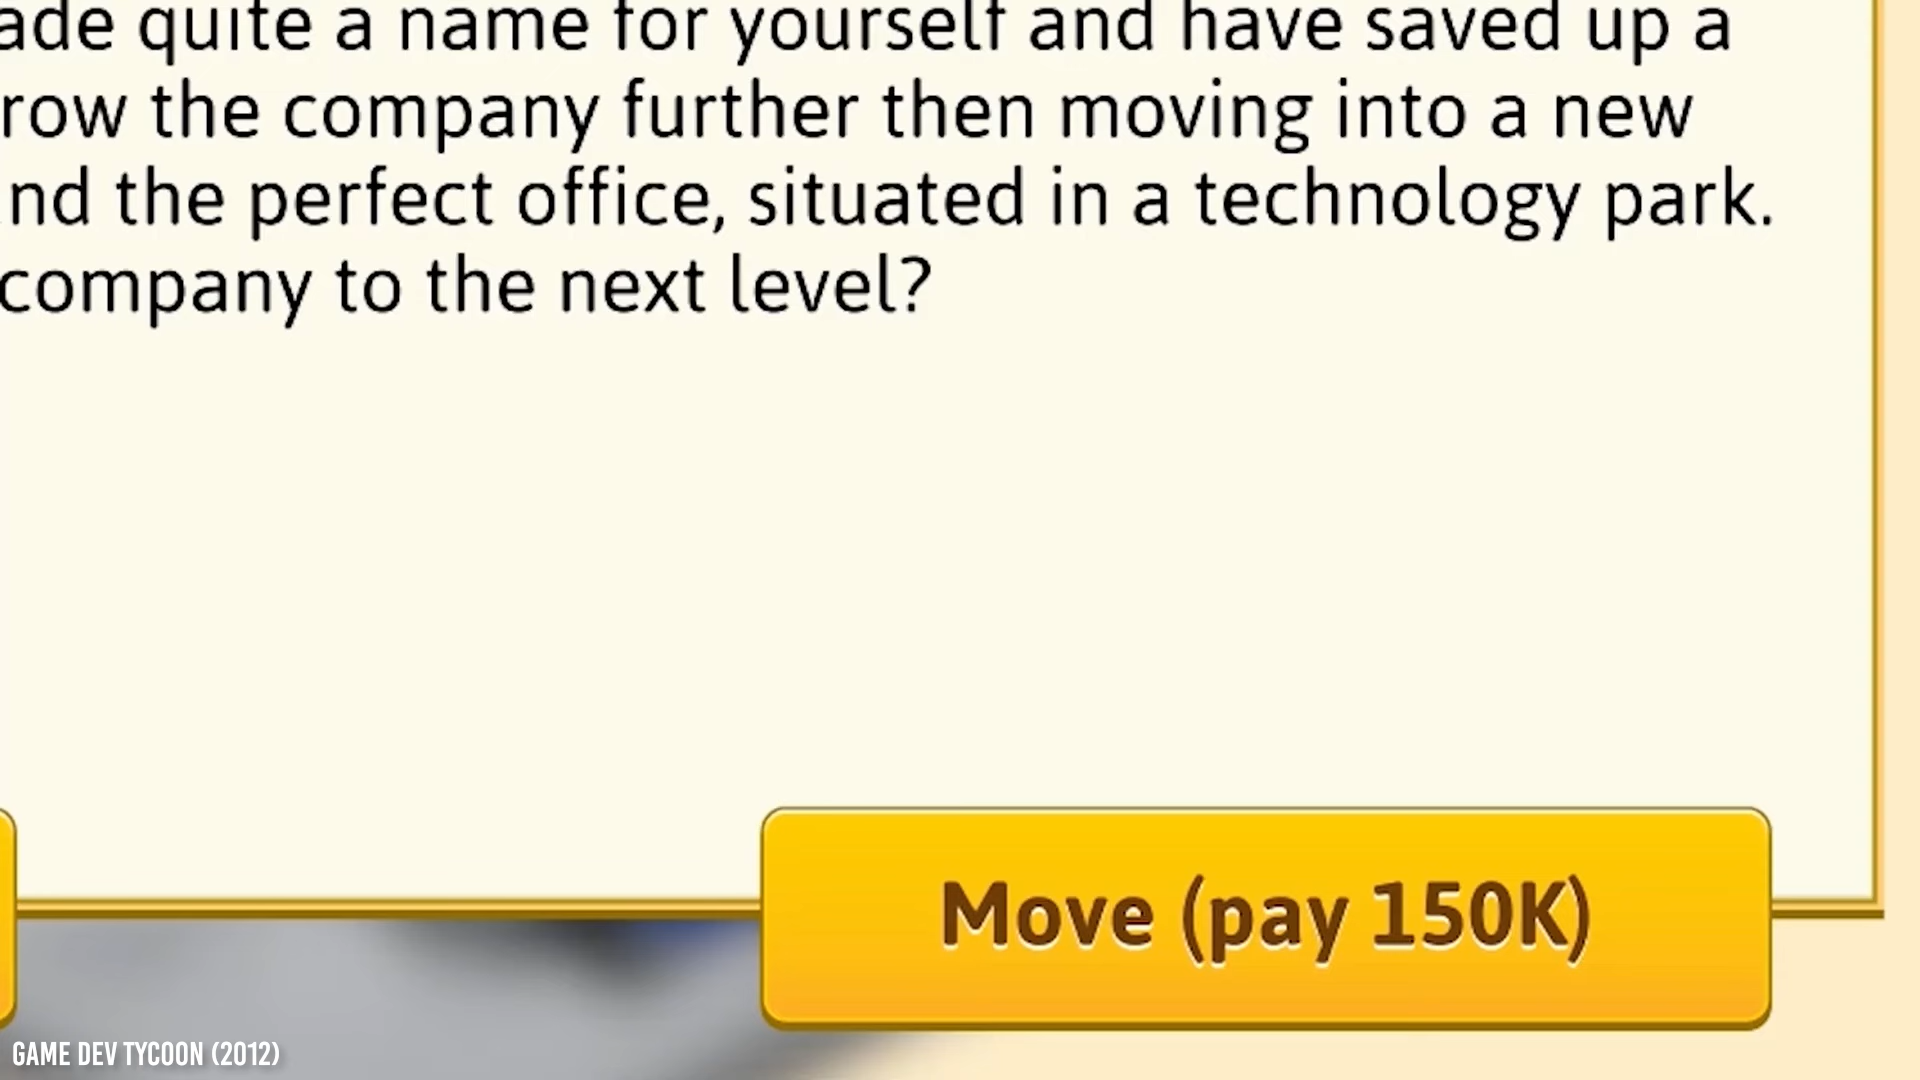 ade quite a name for yourself and have saved up a
row the company further then moving into a new
nd the perfect office, situated in a technology park.
company to the next level?
Move (pay 150K)
GAME DEV TYCOON (2012)